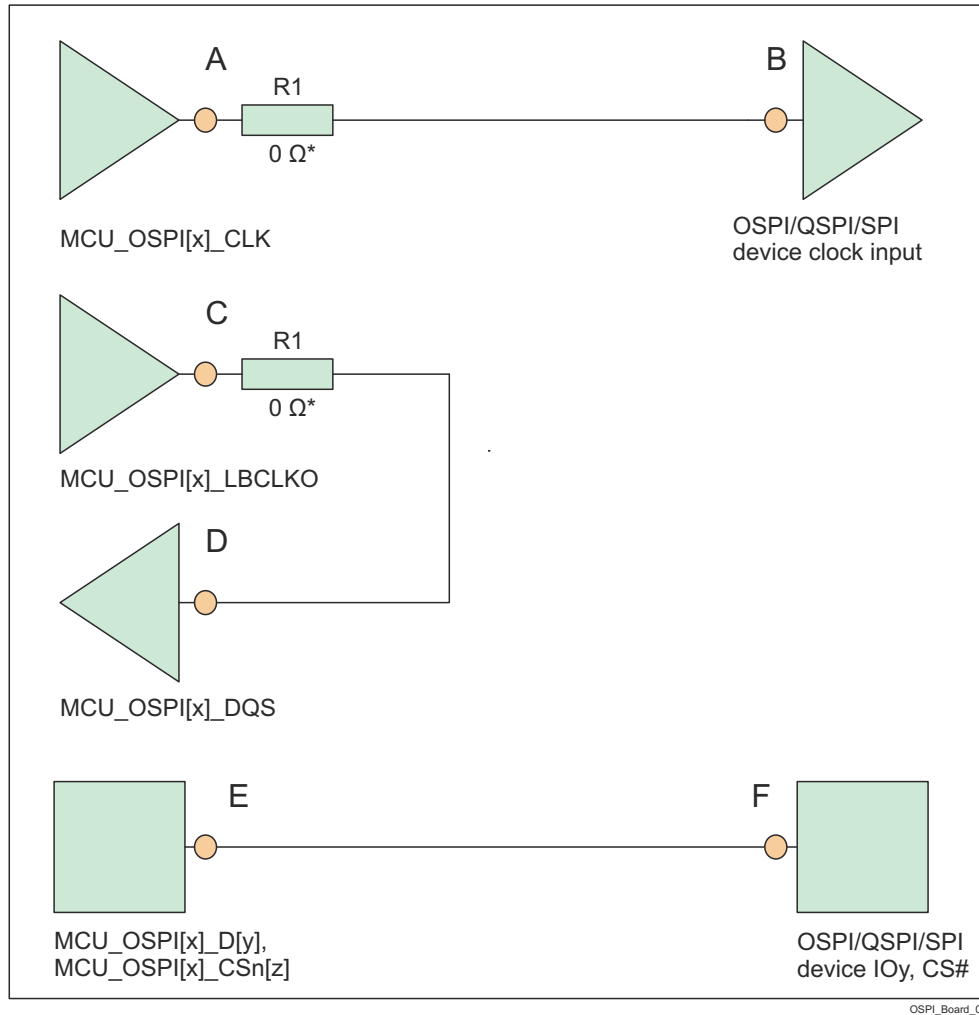 A
R1
0 Ω*
B
MCU_OSPI[x]_CLK
OSPI/QSPI/SPI
device clock input
C
R1
0 Ω*
MCU_OSPI[x]_LBCLKO
D
MCU_OSPI[x]_DQS
E
F
MCU_OSPI[x]_D[y],
MCU_OSPI[x]_CSn[z]
OSPI/QSPI/SPI
device IOy, CS#